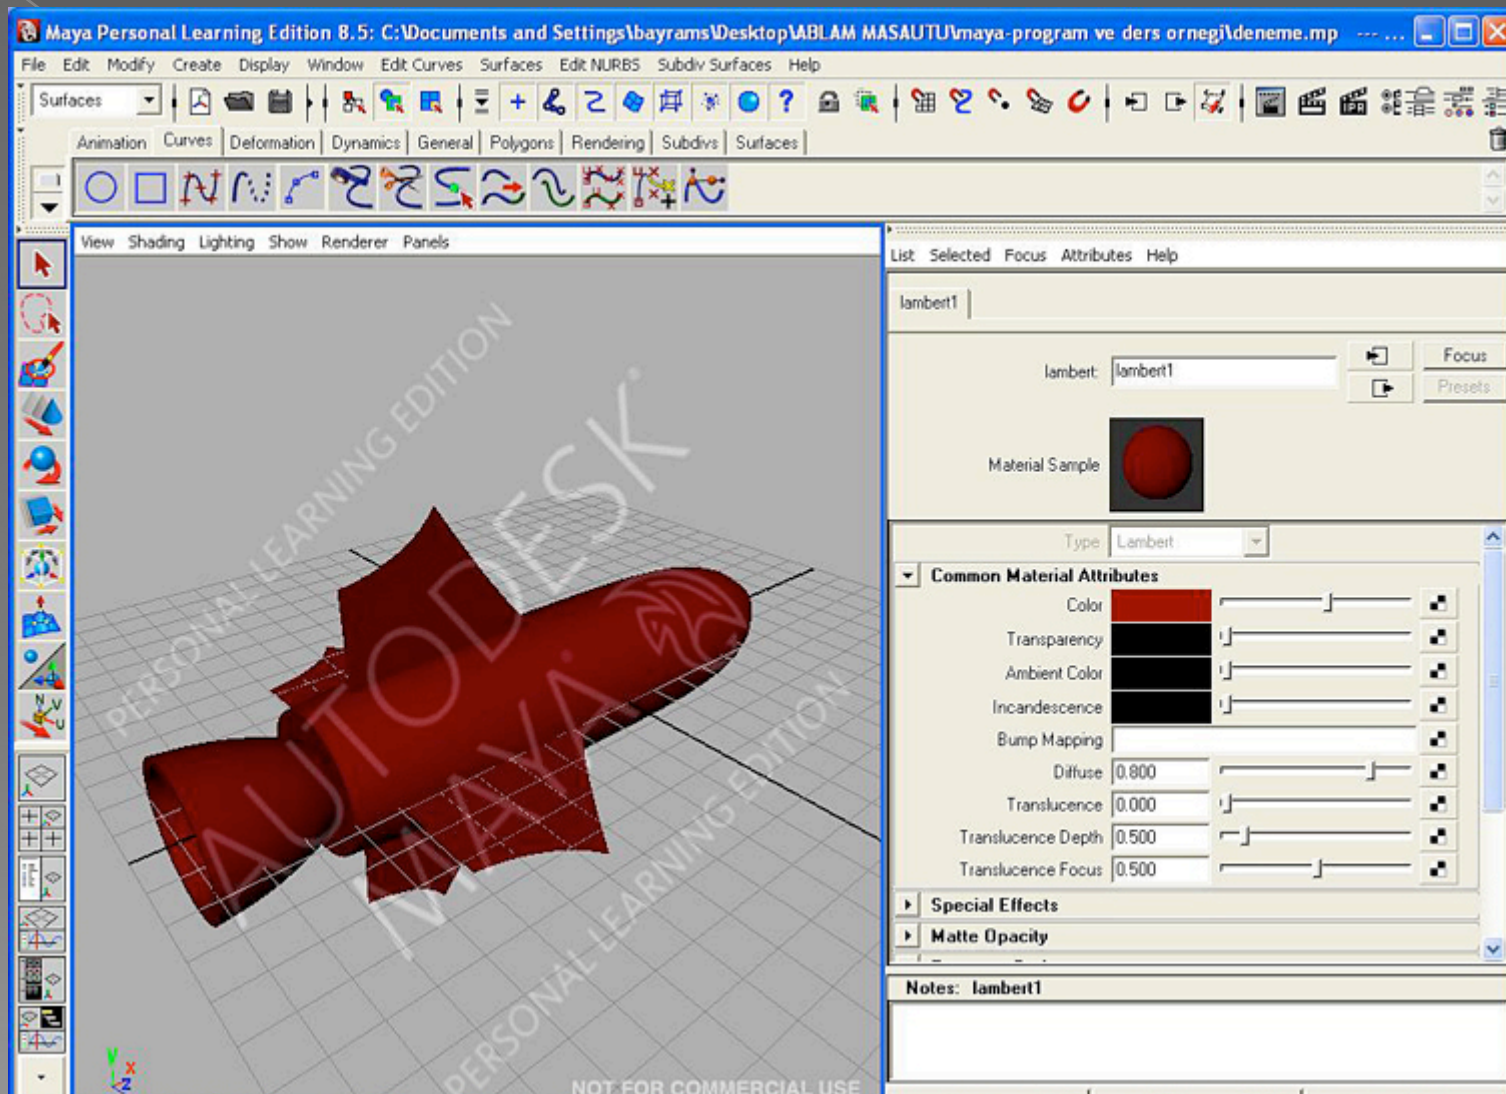 Maya Personal Learning Edition 8.5: C:\Documents and Settings\bayrams\Desktop\ABLAM MASAUTU\maya-program ve ders ornegi\deneme.mp --- ...
File Edit Modify Create Display Window Edit Curves Surfaces Edit NURBS Subdiv Surfaces Help
Surfaces
IPR
Animation Curves Deformation Dynamics General Polygons Rendering Subdivs Surfaces
View Shading Lighting Show Renderer Panels
List Selected Focus Attributes Help
lambert1
lambert: lambert1
Focus
Presets
Material Sample
Type Lambert
Common Material Attributes
Color
Transparency
Ambient Color
Incandescence
Bump Mapping
Diffuse 0.800
Translucence 0.000
Translucence Depth 0.500
Translucence Focus 0.500
Special Effects
Matte Opacity
Notes: lambert1
N V U
PERSONAL LEARNING EDITION
AUTODESK
MAYA
PERSONAL LEARNING EDITION
NOT FOR COMMERCIAL USE
y x z